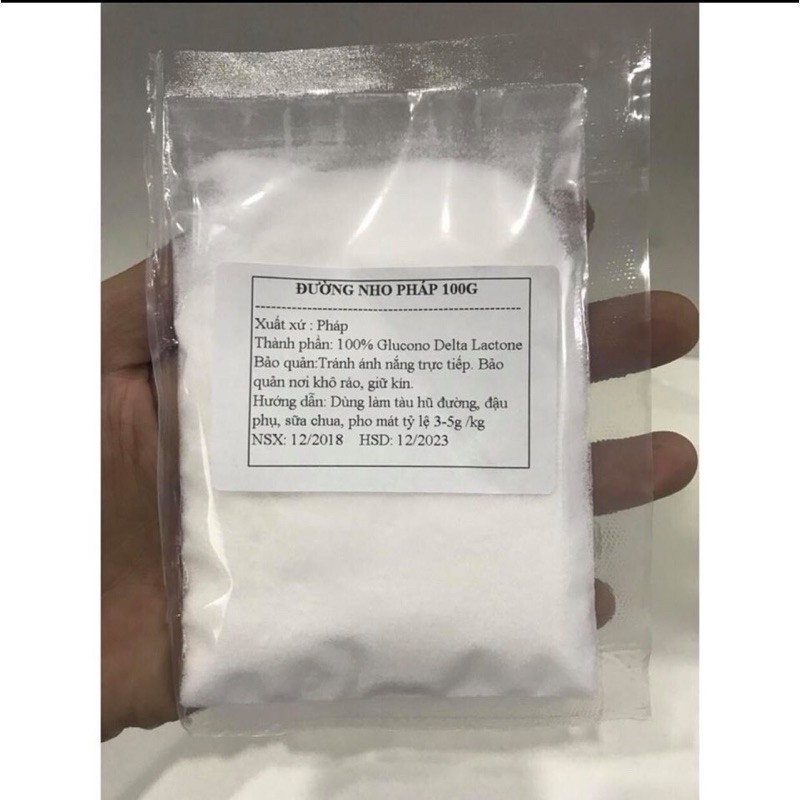 ĐƯỜNG NHO PHÁP 100G
Xuất xứ : Pháp
Thành phần: 100% Glucono Delta Lactone
Bảo quản:Tránh ánh nắng trực tiếp. Bảo
quản nơi khô ráo, giữ kín.
Hướng dẫn: Dùng làm tàu hũ đường, đậu
phụ, sữa chua, pho mát tỷ lệ 3-5g /kg
NSX: 12/2018 HSD: 12/2023